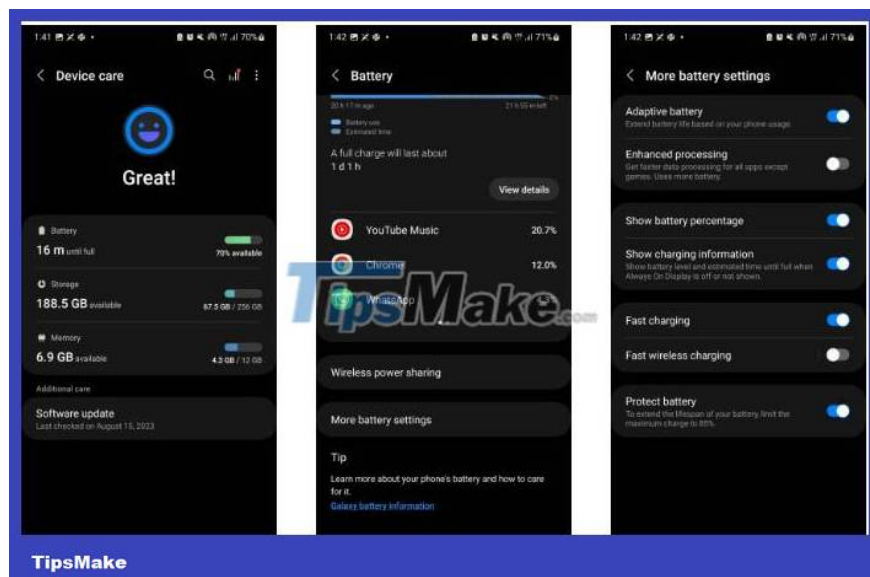 1:41
70%
Device care
Great!
Battery
16 m until full
70% available
Storage
188.5 GB available
67.5 GB / 256 GB
Memory
6.9 GB available
4.3 GB / 12 GB
Additional care
Software update
Last checked on August 15, 2023
1:42
71%
Battery
20 h 17 m ago
21 h 55 m left
Battery use
Estimated time
A full charge will last about
1 d 1 h
View details
YouTube Music
20.7%
Chrome
12.0%
WhatsApp
Wireless power sharing
More battery settings
Tip
Learn more about your phone's battery and how to care
for it.
Galaxy battery information
1:42
71%
More battery settings
Adaptive battery
Extend battery life based on your phone usage.
Enhanced processing
Get faster data processing for all apps except
games. Uses more battery.
Show battery percentage
Show charging information
Show battery level and estimated time until full when
Always On Display is off or not shown.
Fast charging
Fast wireless charging
Protect battery
To extend the lifespan of your battery, limit the
maximum charge to 85%.
TipsMake.com
TipsMake